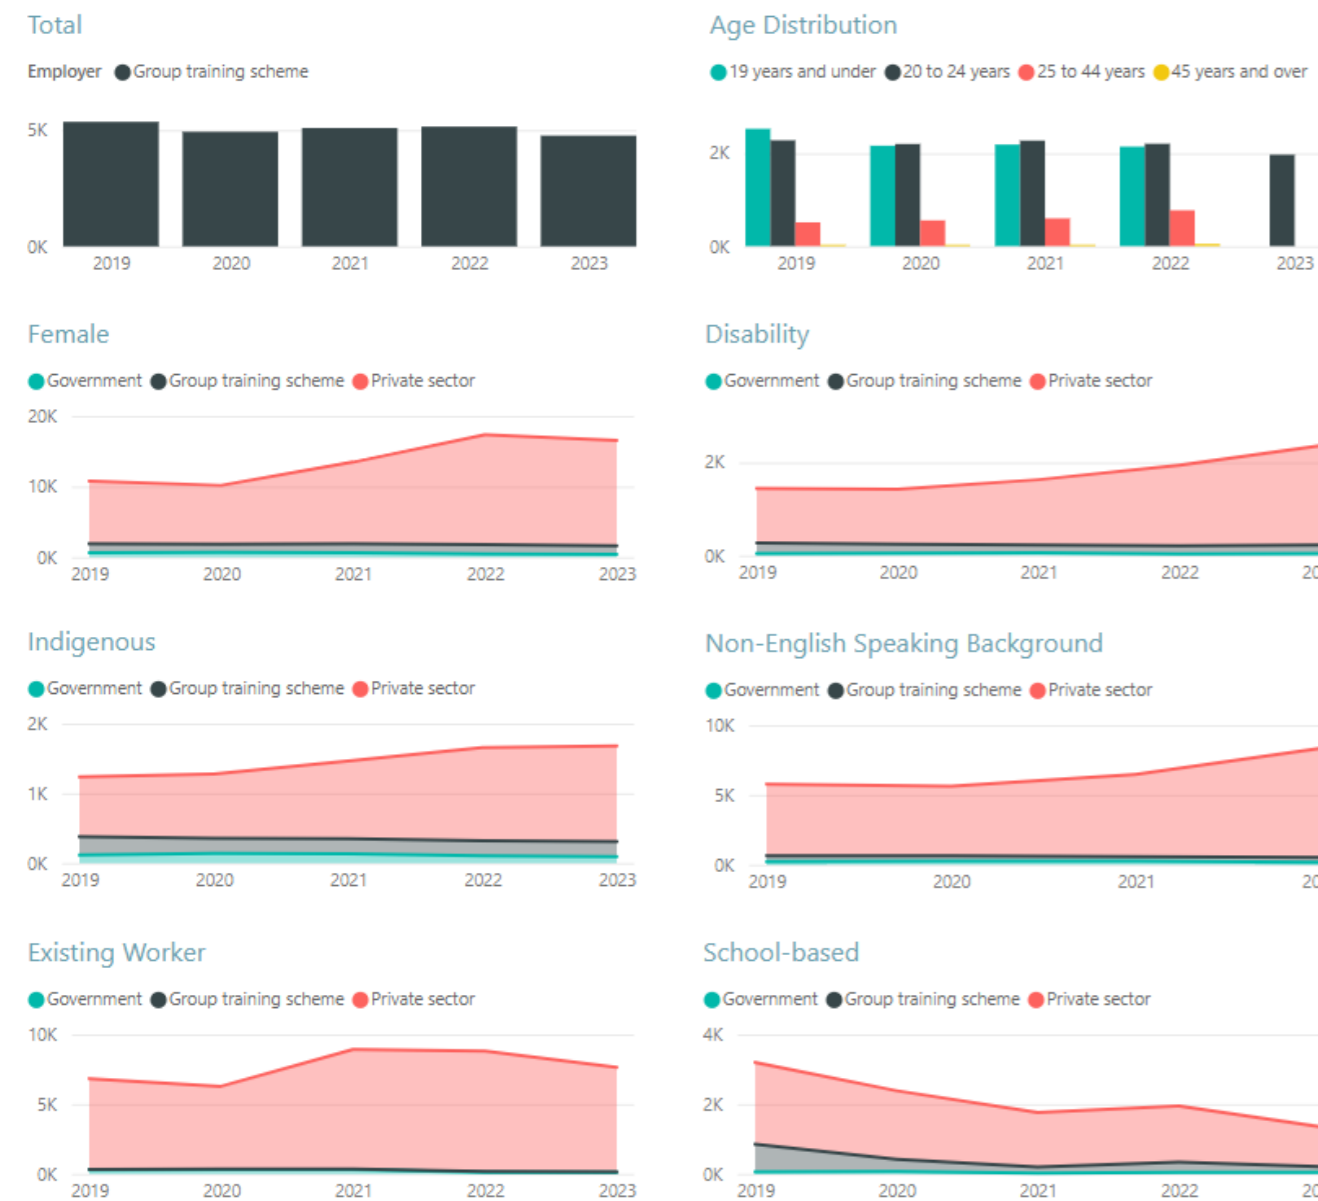 Total
Employer Group training scheme
5K
0K
2019 2020 2021 2022 2023
Age Distribution
19 years and under 20 to 24 years 25 to 44 years 45 years and over
2K
0K
2019 2020 2021 2022 2023
Female
Government Group training scheme Private sector
20K
10K
0K
2019 2020 2021 2022 2023
Disability
Government Group training scheme Private sector
2K
0K
2019 2020 2021 2022 20
Indigenous
Government Group training scheme Private sector
2K
1K
0K
2019 2020 2021 2022 2023
Non-English Speaking Background
Government Group training scheme Private sector
10K
5K
0K
2019 2020 2021 20
Existing Worker
Government Group training scheme Private sector
10K
5K
0K
2019 2020 2021 2022 2023
School-based
Government Group training scheme Private sector
4K
2K
0K
2019 2020 2021 2022 20